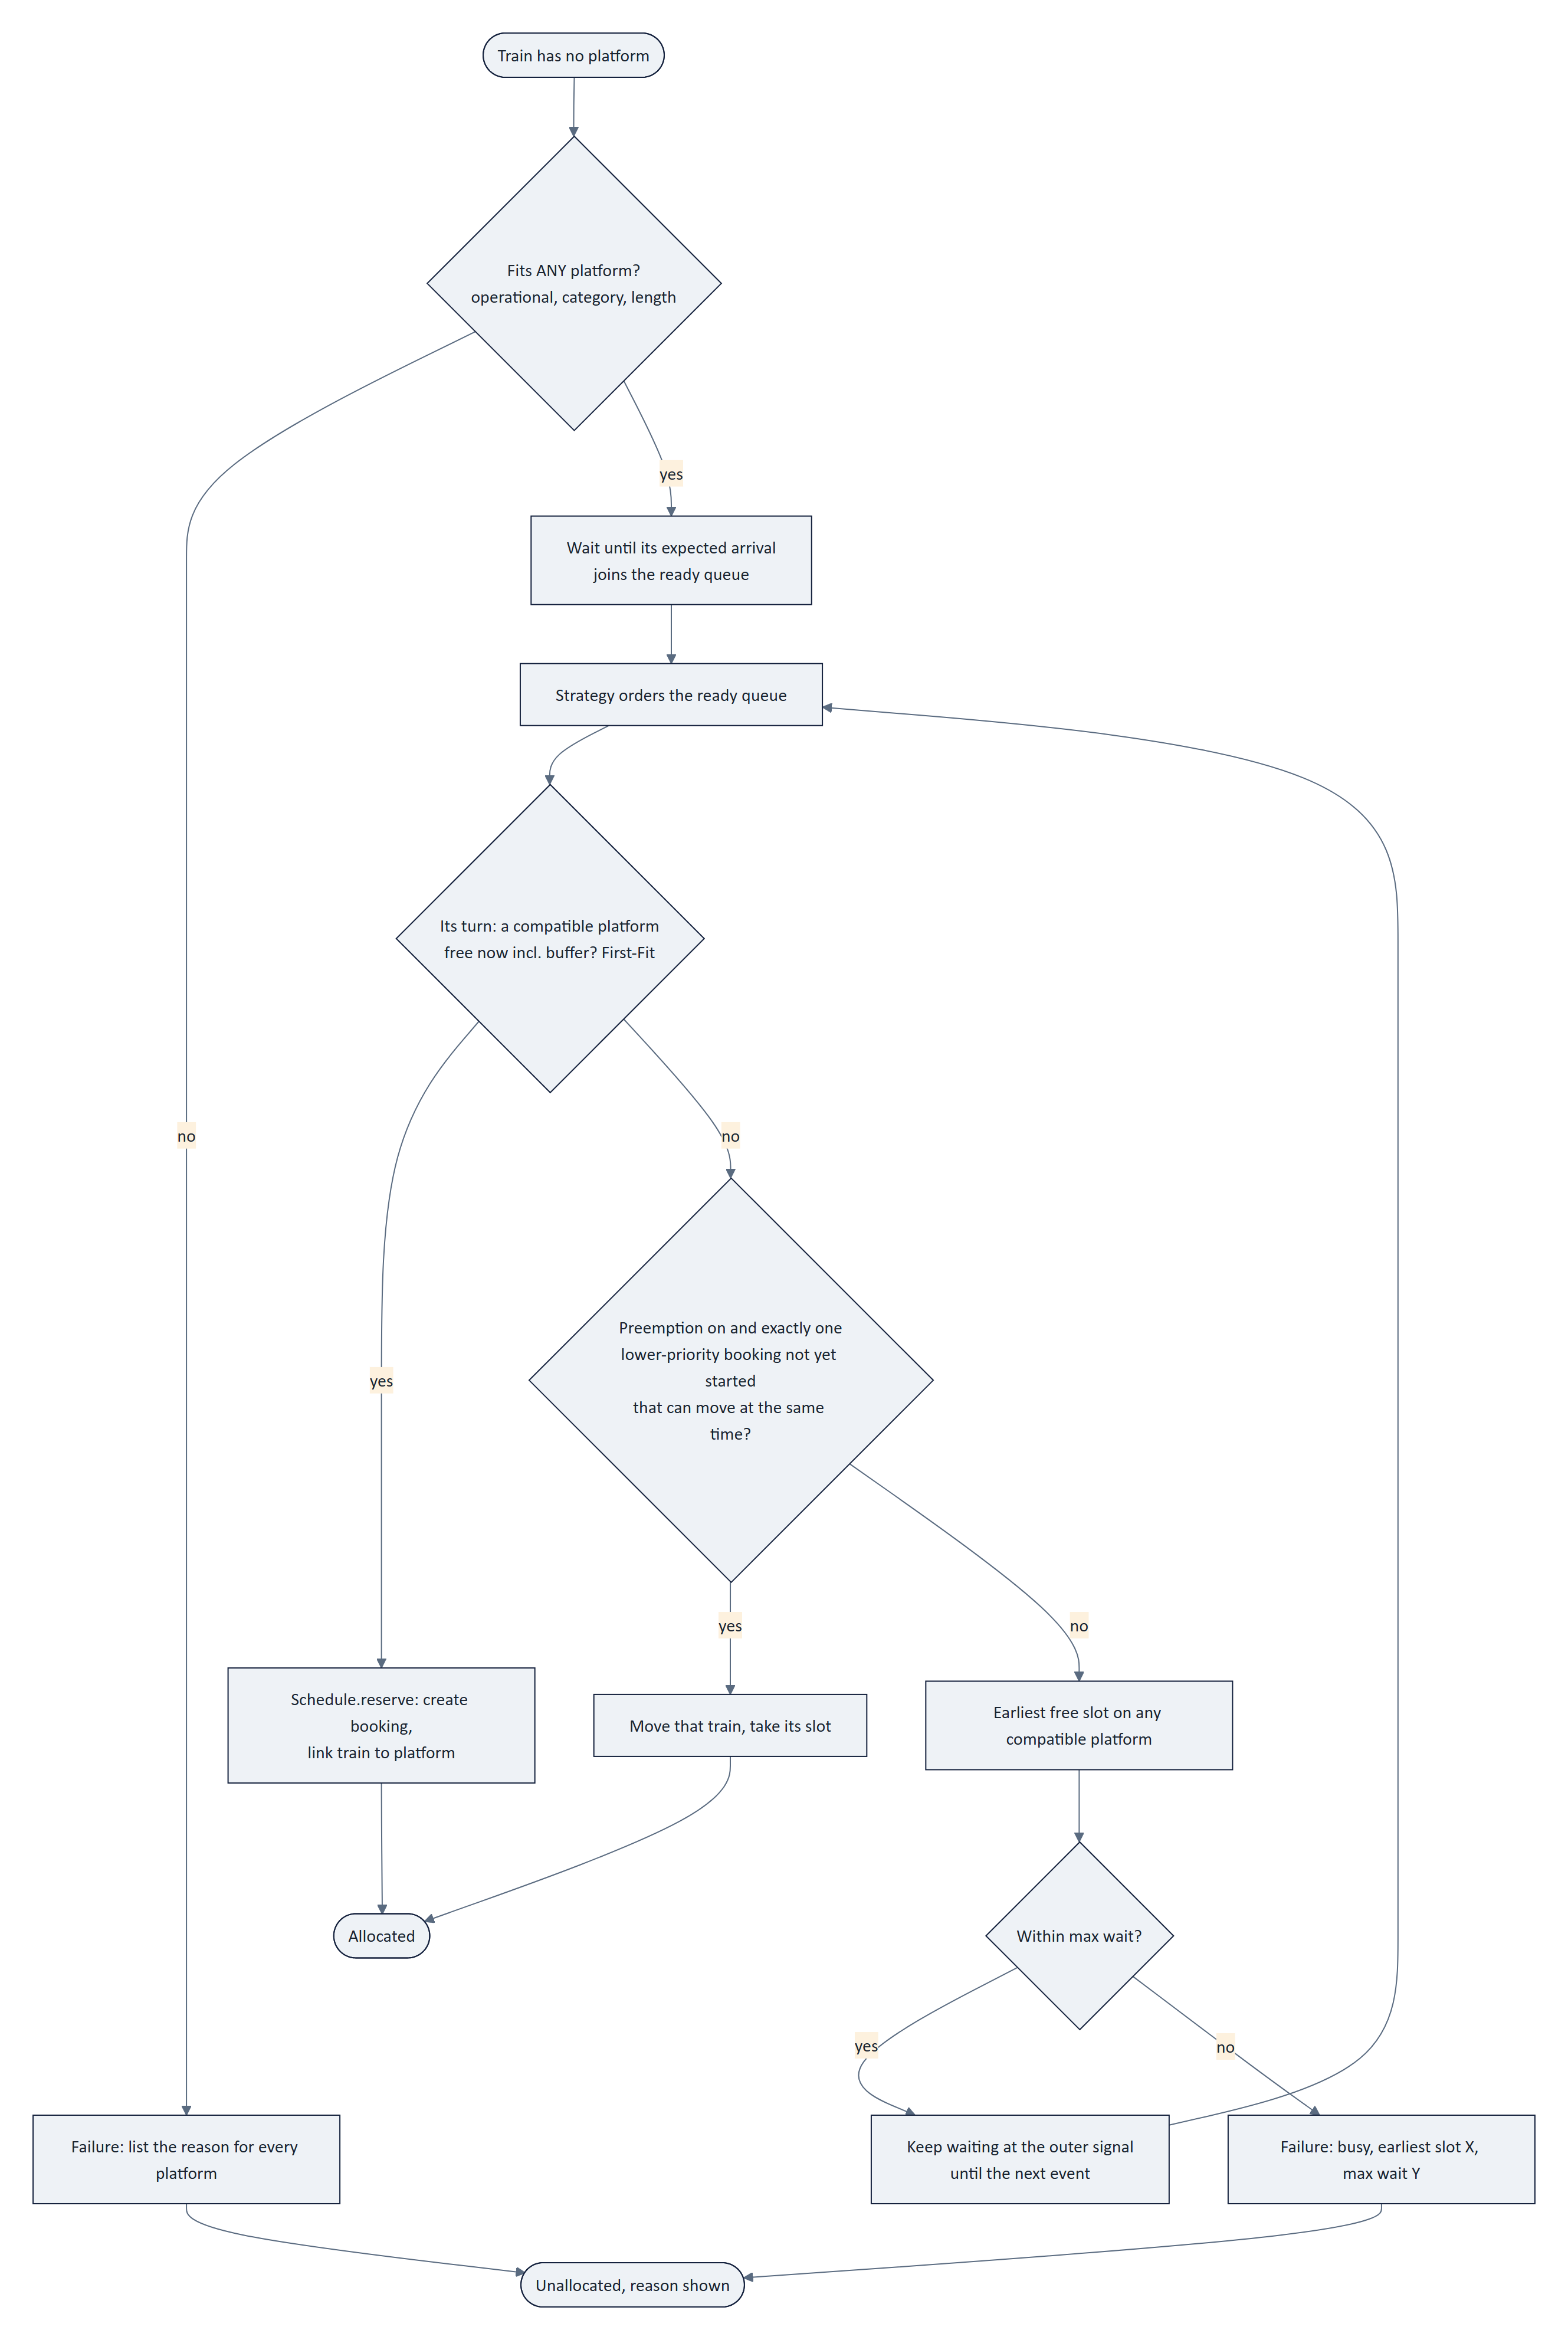 Train has no platform
Fits ANY platform?
operational, category, length
yes
Wait until its expected arrival
joins the ready queue
Strategy orders the ready queue
Its turn: a compatible platform
free now incl. buffer? First-Fit
no
no
Preemption on and exactly one
lower-priority booking not yet
started
that can move at the same
time?
yes
yes
no
Schedule.reserve: create
booking,
link train to platform
Move that train, take its slot
Earliest free slot on any
compatible platform
Allocated
Within max wait?
yes
no
Failure: list the reason for every
platform
Keep waiting at the outer signal
until the next event
Failure: busy, earliest slot X,
max wait Y
Unallocated, reason shown